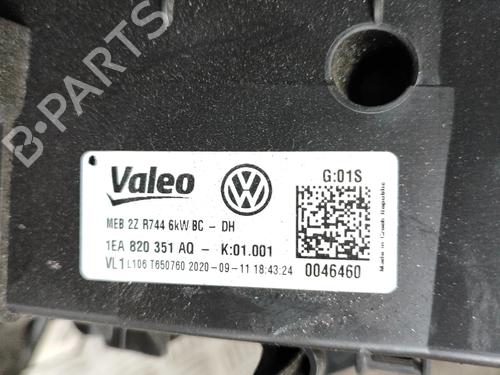 Valeo
G:01S
MEB 2Z R744 6kW BC - DH
1EA 820 351 AQ - K:01.001
VL1 L106 T650760 2020-09-11 18:43:24
0046460
Made in Czech Republic
B-PARTS